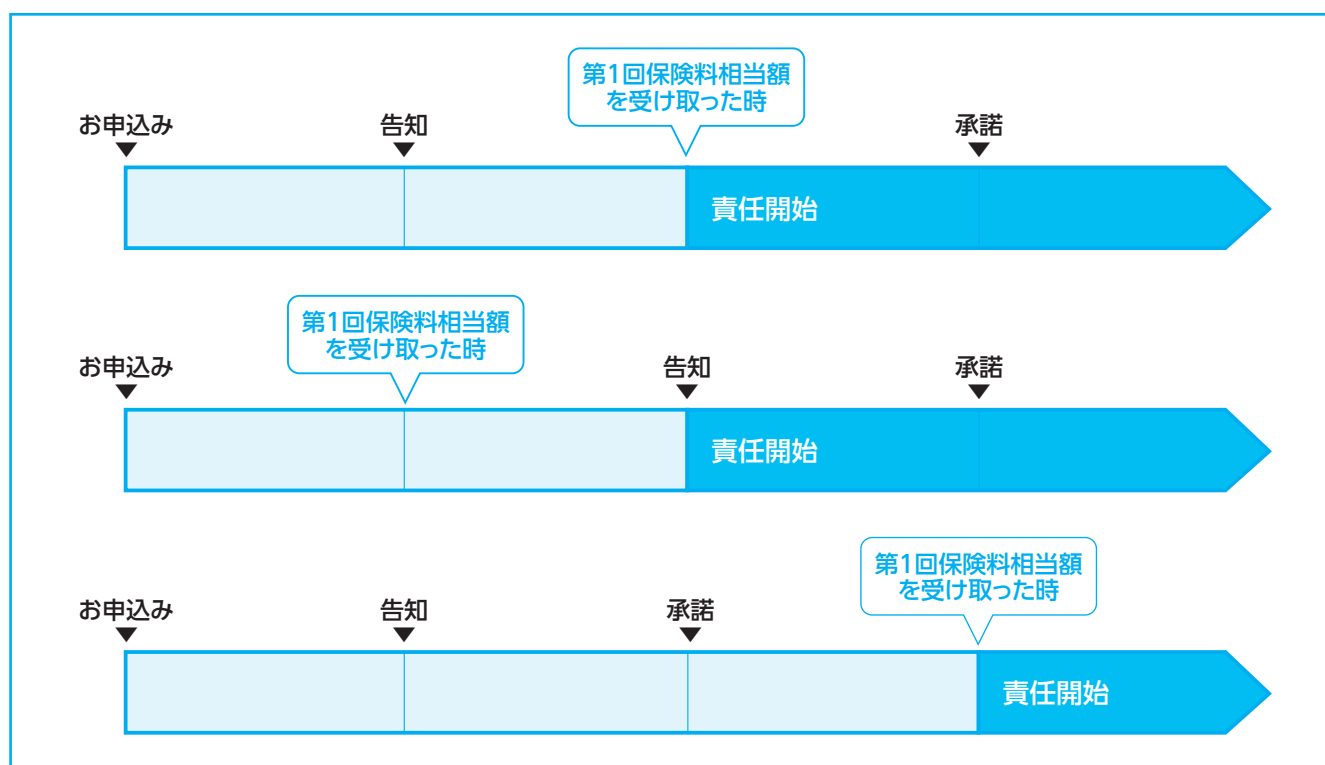 第1回保険料相当額
を受け取った時
お申込み
告知
承諾
責任開始
第1回保険料相当額
を受け取った時
お申込み
告知
承諾
責任開始
第1回保険料相当額
を受け取った時
お申込み
告知
承諾
責任開始